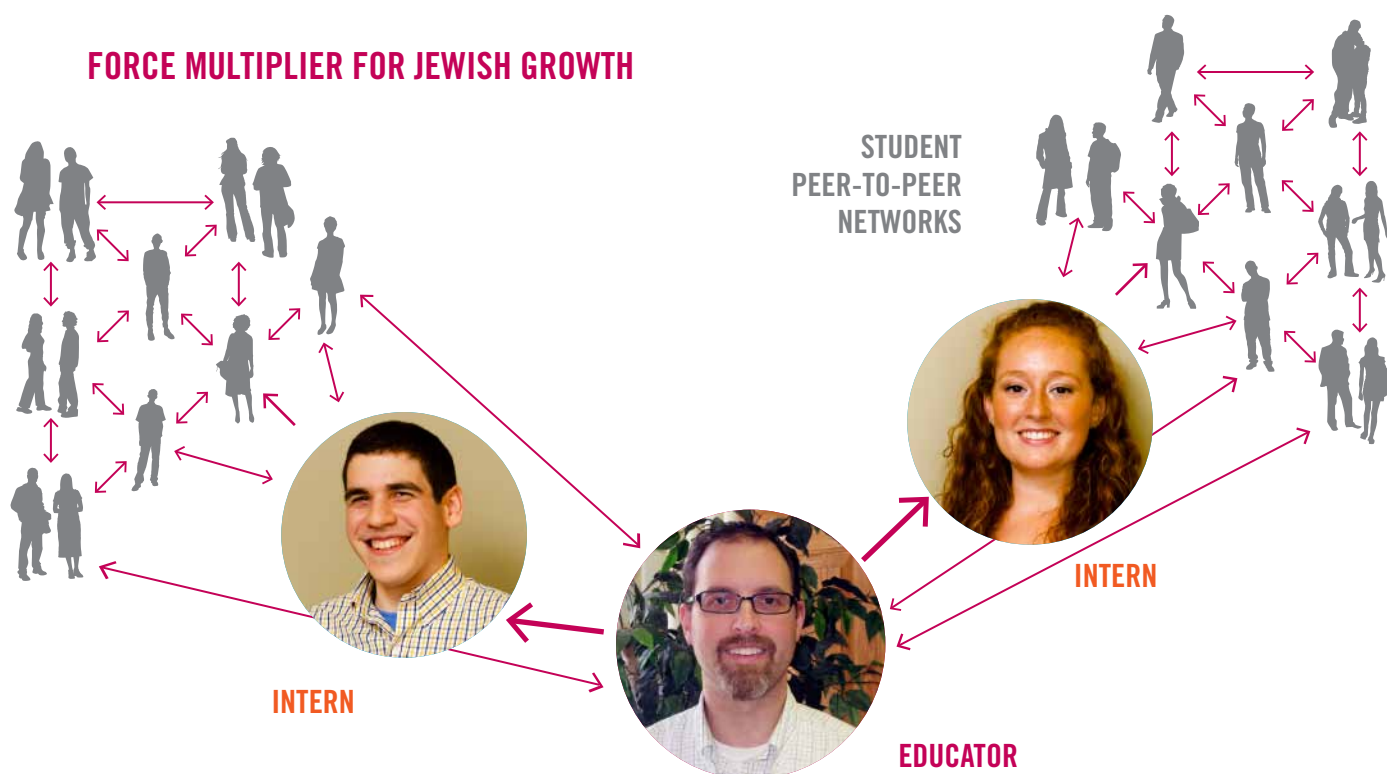 FORCE MULTIPLIER FOR JEWISH GROWTH
STUDENT
PEER-TO-PEER
NETWORKS
INTERN
INTERN
EDUCATOR